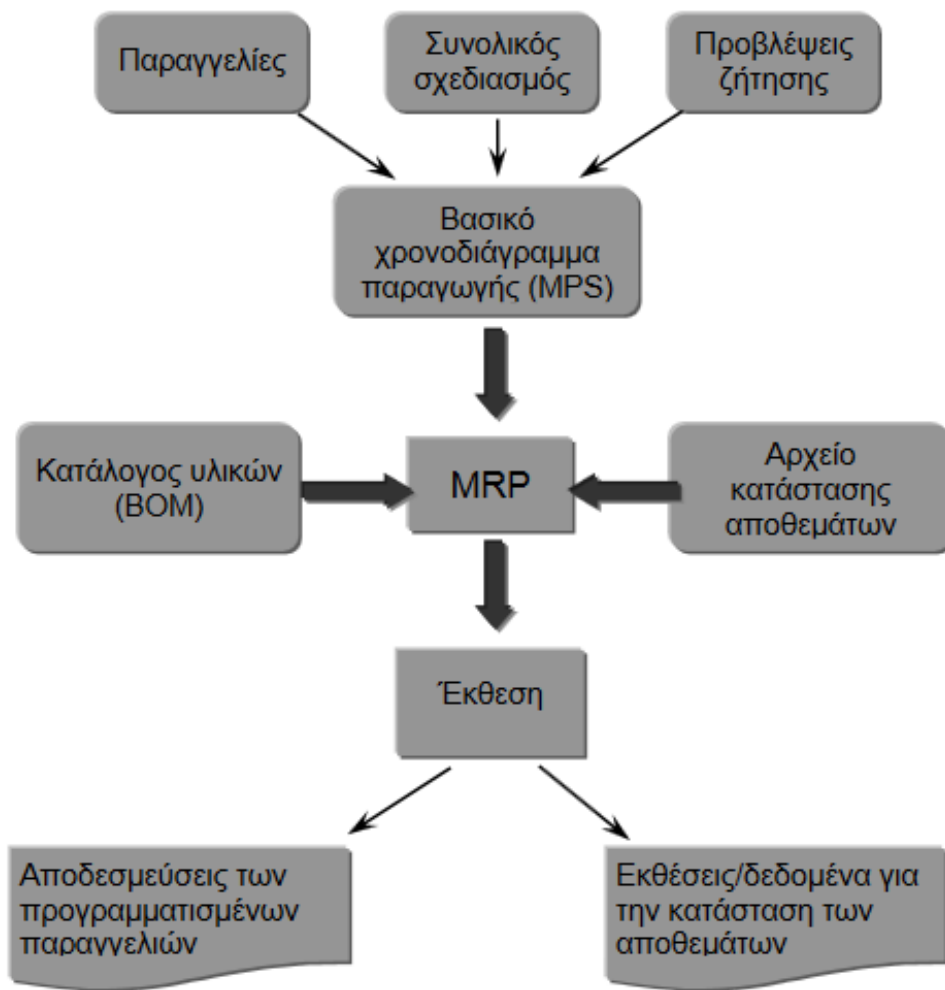 Παραγγελίες
Συνολικός
σχεδιασμός
Προβλέψεις
ζήτησης
Βασικό
χρονοδιάγραμμα
παραγωγής (MPS)
Κατάλογος υλικών
(BOM)
MRP
Αρχείο
κατάστασης
αποθεμάτων
Έκθεση
Αποδεσμεύσεις των
προγραμματισμένων
παραγγελιών
Εκθέσεις/δεδομένα για
την κατάσταση των
αποθεμάτων